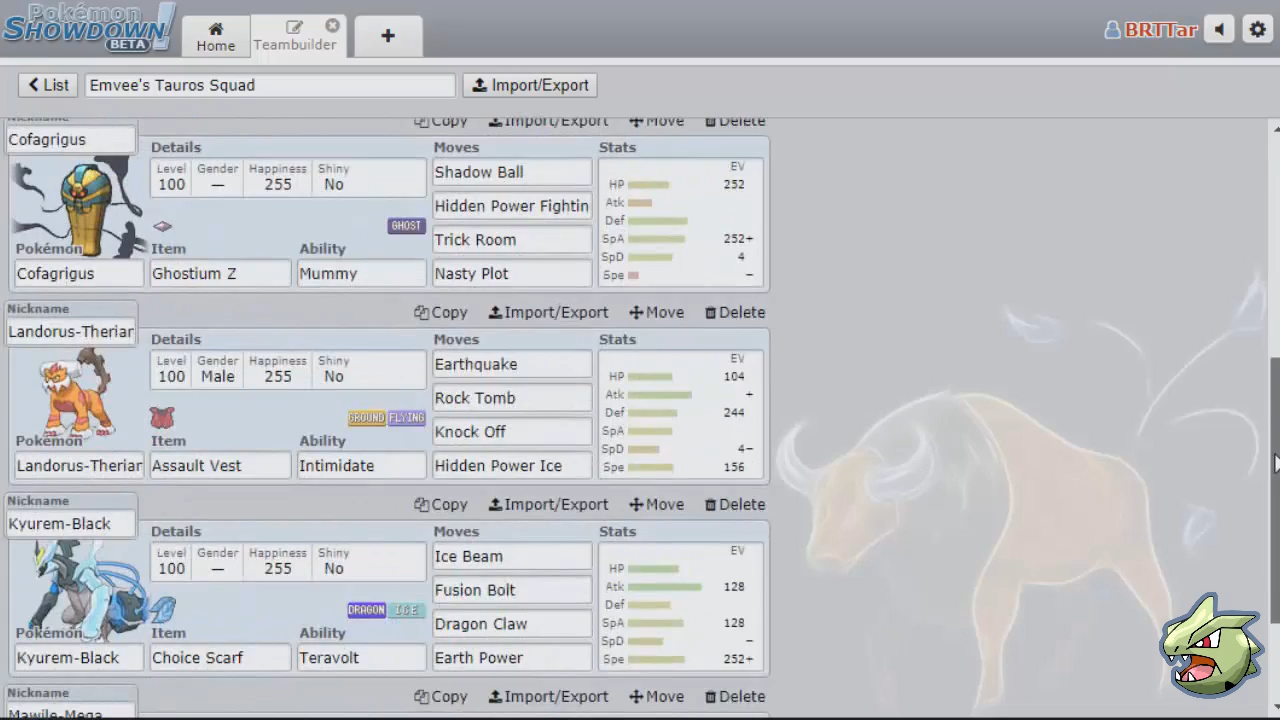 Pokémon
SHOWDOWN!
BETA
Home
Teambuilder
+
BRTTar
List
Emvee's Tauros Squad
Import/Export
Nickname
Copy Import/Export Move Delete
Cofagrigus
Details
Level Gender Happiness Shiny
100 — 255 No
GHOST
Pokémon Item Ability
Cofagrigus Ghostium Z Mummy
Moves
Shadow Ball
Hidden Power Fightin
Trick Room
Nasty Plot
Stats
EV
HP 252
Atk
Def
SpA 252+
SpD 4
Spe −
Nickname
Copy Import/Export Move Delete
Landorus-Therian
Details
Level Gender Happiness Shiny
100 Male 255 No
GROUND FLYING
Pokémon Item Ability
Landorus-Therian Assault Vest Intimidate
Moves
Earthquake
Rock Tomb
Knock Off
Hidden Power Ice
Stats
EV
HP 104
Atk +
Def 244
SpA
SpD 4−
Spe 156
Nickname
Copy Import/Export Move Delete
Kyurem-Black
Details
Level Gender Happiness Shiny
100 — 255 No
DRAGON ICE
Pokémon Item Ability
Kyurem-Black Choice Scarf Teravolt
Moves
Ice Beam
Fusion Bolt
Dragon Claw
Earth Power
Stats
EV
HP
Atk 128
Def
SpA 128
SpD −
Spe 252+
Nickname
Copy Import/Export Move Delete
Mawile-Mega